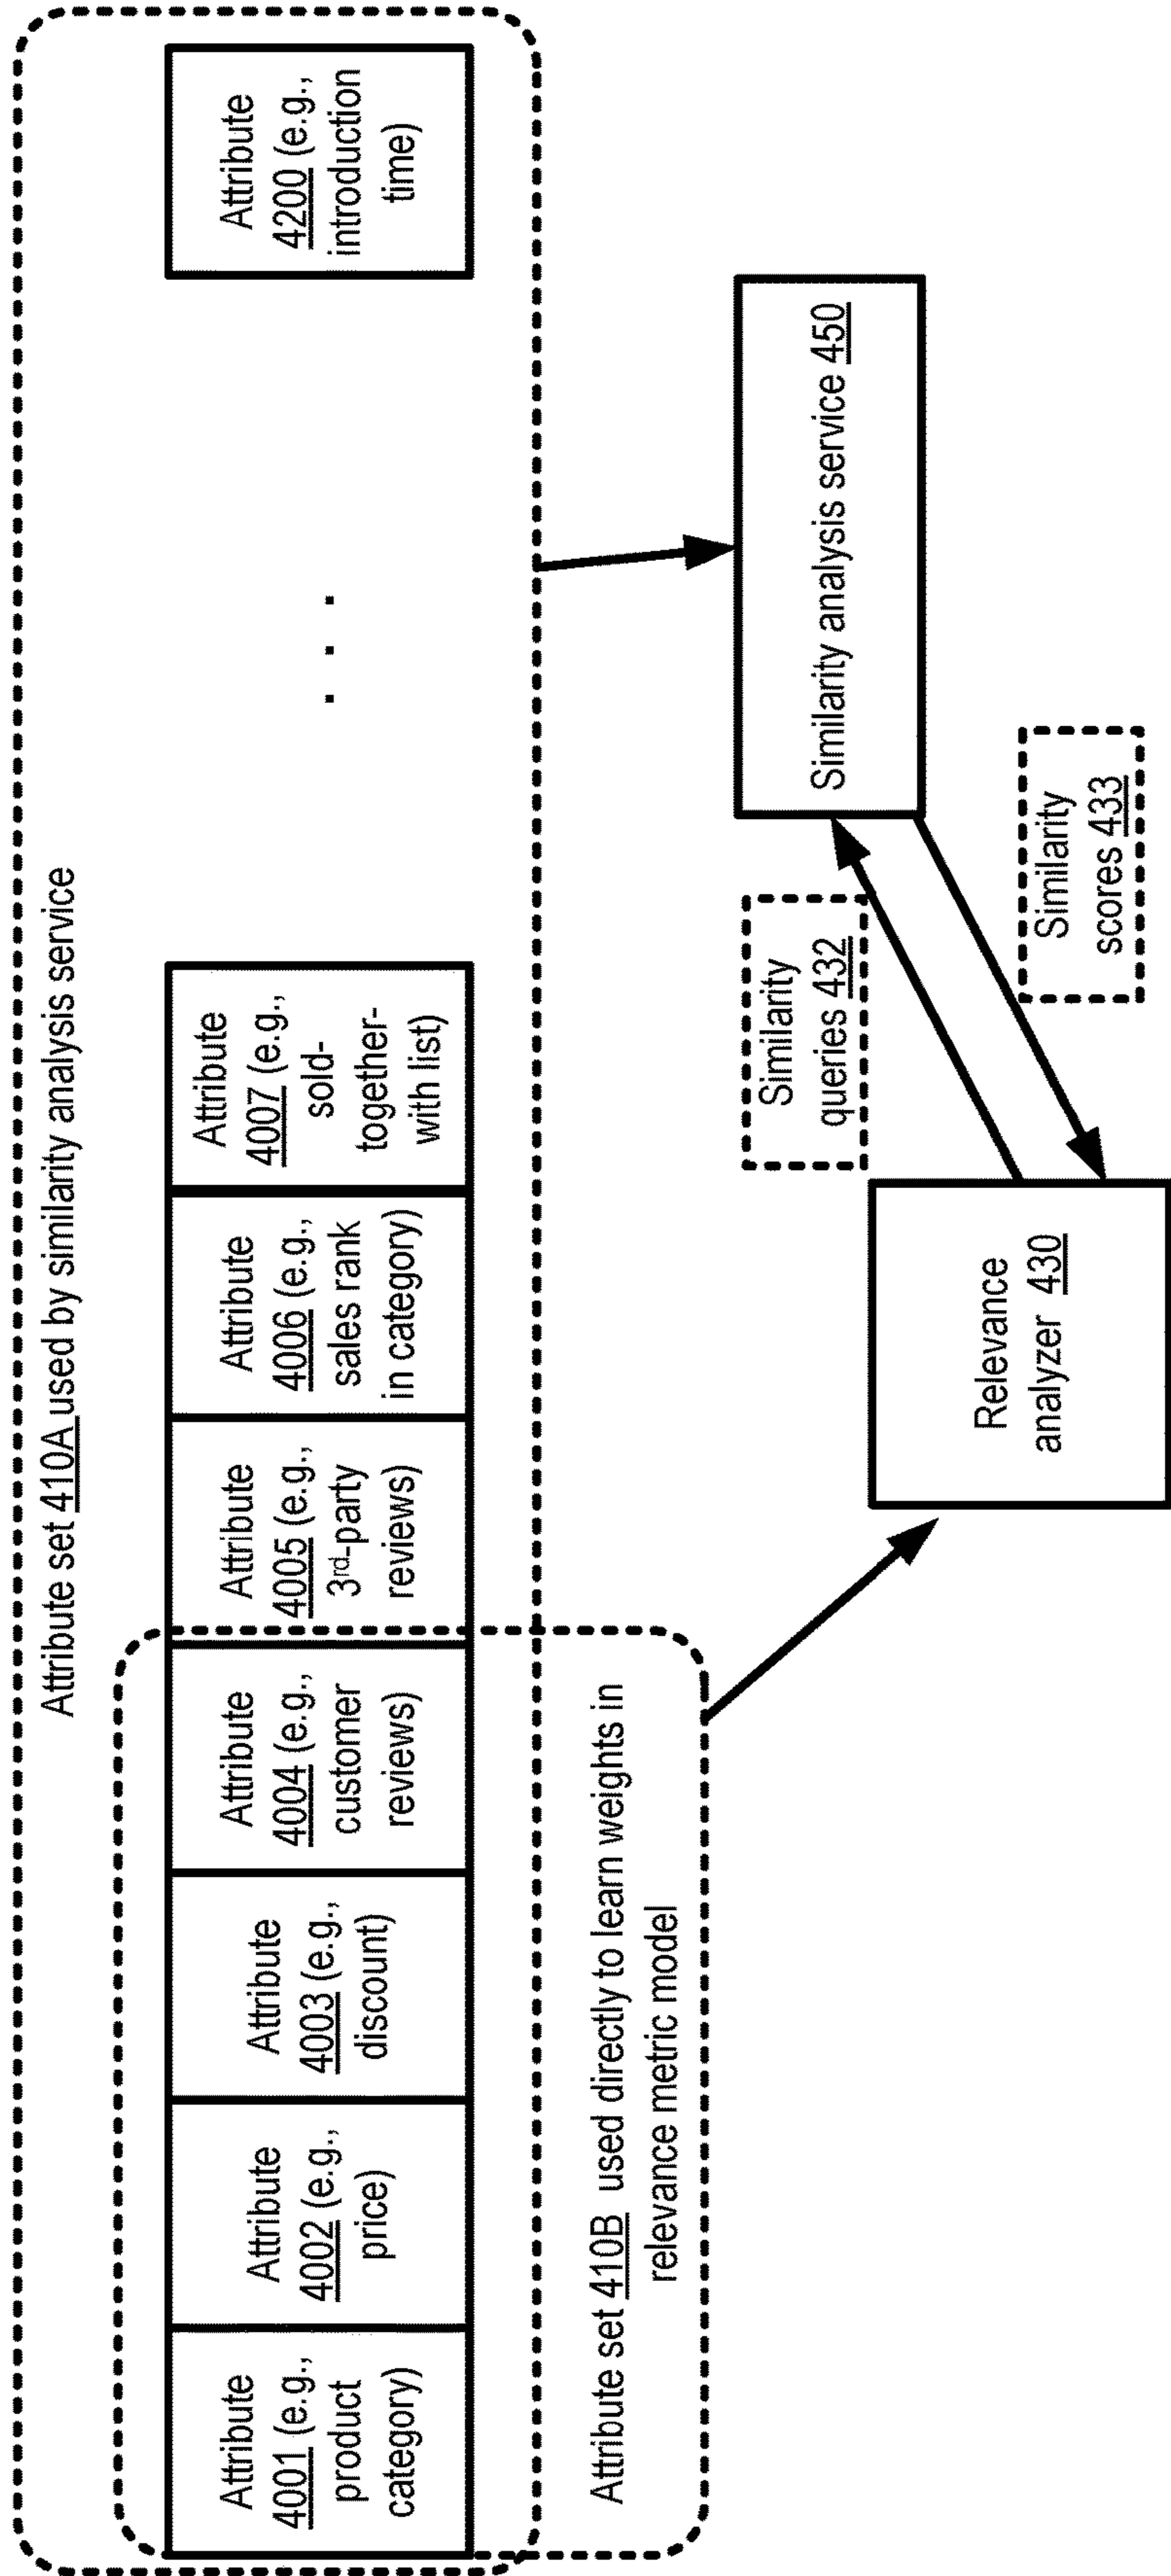 Attribute set 410A used by similarity analysis service
Attribute
4001 (e.g.,
product
category)
Attribute
4002 (e.g.,
price)
Attribute
4003 (e.g.,
discount)
Attribute
4004 (e.g.,
customer
reviews)
Attribute
4005 (e.g.,
3rd-party
reviews)
Attribute
4006 (e.g.,
sales rank
in category)
Attribute
4007 (e.g.,
sold-
together-
with list)
. . .
Attribute
4200 (e.g.,
introduction
time)
Attribute set 410B used directly to learn weights in
relevance metric model
Similarity
queries 432
Similarity analysis service 450
Relevance
analyzer 430
Similarity
scores 433